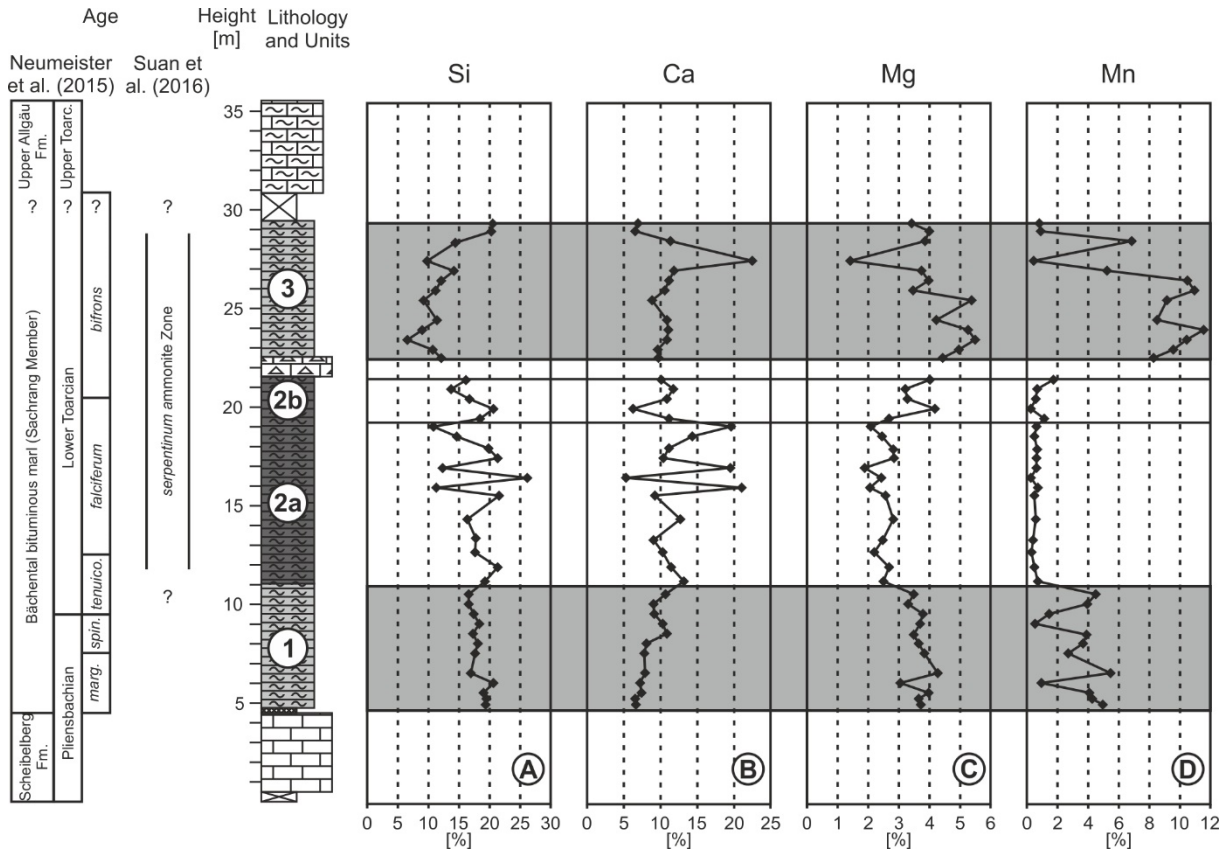 Age
Height
[m]
Lithology
and Units
Neumeister
et al. (2015)
Suan et
al. (2016)
Si
Ca
Mg
Mn
Upper Allgäu
Fm.
Upper Toarc.
35
30
25
20
15
10
5
?
?
?
?
?
Bächental bituminous marl (Sachrang Member)
Lower Toarcian
Pliensbachian
Scheibelberg
Fm.
bifrons
falciferum
tenuico.
spin.
marg.
serpentinum ammonite Zone
3
2b
2a
1
A
B
C
D
0 5 10 15 20 25 30
[%]
0 5 10 15 20 25
[%]
0 1 2 3 4 5 6
[%]
0 2 4 6 8 10 12
[%]